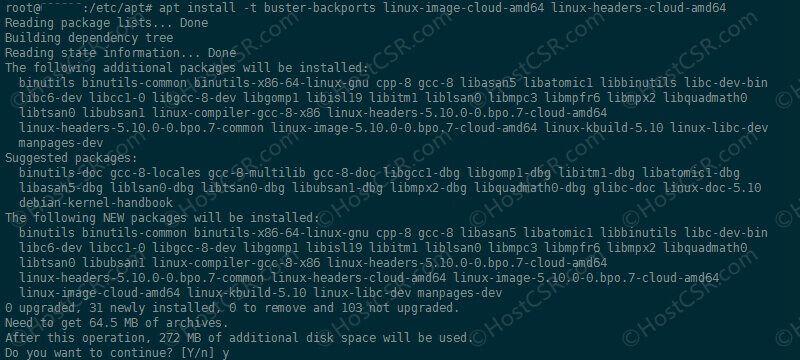 root@      :/etc/apt# apt install -t buster-backports linux-image-cloud-amd64 linux-headers-cloud-amd64
Reading package lists... Done
Building dependency tree
Reading state information... Done
The following additional packages will be installed:
  binutils binutils-common binutils-x86-64-linux-gnu cpp-8 gcc-8 libasan5 libatomic1 libbinutils libc-dev-bin
  libc6-dev libcc1-0 libgcc-8-dev libgomp1 libisl19 libitm1 liblsan0 libmpc3 libmpfr6 libmpx2 libquadmath0
  libtsan0 libubsan1 linux-compiler-gcc-8-x86 linux-headers-5.10.0-0.bpo.7-cloud-amd64
  linux-headers-5.10.0-0.bpo.7-common linux-image-5.10.0-0.bpo.7-cloud-amd64 linux-kbuild-5.10 linux-libc-dev
  manpages-dev
Suggested packages:
  binutils-doc gcc-8-locales gcc-8-multilib gcc-8-doc libgcc1-dbg libgomp1-dbg libitm1-dbg libatomic1-dbg
  libasan5-dbg liblsan0-dbg libtsan0-dbg libubsan1-dbg libmpx2-dbg libquadmath0-dbg glibc-doc linux-doc-5.10
  debian-kernel-handbook
The following NEW packages will be installed:
  binutils binutils-common binutils-x86-64-linux-gnu cpp-8 gcc-8 libasan5 libatomic1 libbinutils libc-dev-bin
  libc6-dev libcc1-0 libgcc-8-dev libgomp1 libisl19 libitm1 liblsan0 libmpc3 libmpfr6 libmpx2 libquadmath0
  libtsan0 libubsan1 linux-compiler-gcc-8-x86 linux-headers-5.10.0-0.bpo.7-cloud-amd64
  linux-headers-5.10.0-0.bpo.7-common linux-headers-cloud-amd64 linux-image-5.10.0-0.bpo.7-cloud-amd64
  linux-image-cloud-amd64 linux-kbuild-5.10 linux-libc-dev manpages-dev
0 upgraded, 31 newly installed, 0 to remove and 103 not upgraded.
Need to get 64.5 MB of archives.
After this operation, 272 MB of additional disk space will be used.
Do you want to continue? [Y/n] y
©HostCSR.com